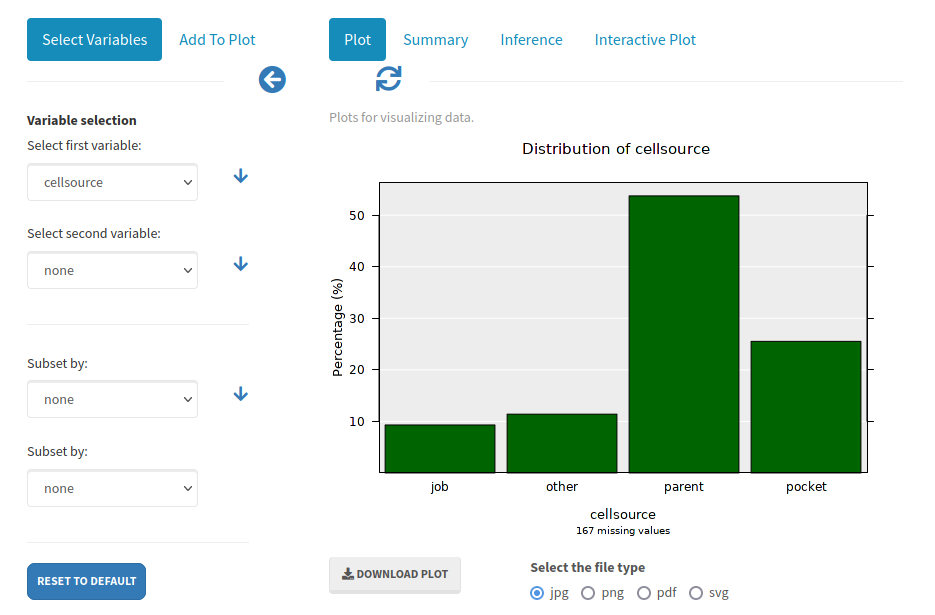 Select Variables
Add To Plot
Plot
Summary
Inference
Interactive Plot
Variable selection
Select first variable:
cellsource
Select second variable:
none
Subset by:
none
Subset by:
none
RESET TO DEFAULT
Plots for visualizing data.
Distribution of cellsource
Percentage (%)
50
40
30
20
10
job
other
parent
pocket
cellsource
167 missing values
DOWNLOAD PLOT
Select the file type
jpg
png
pdf
svg